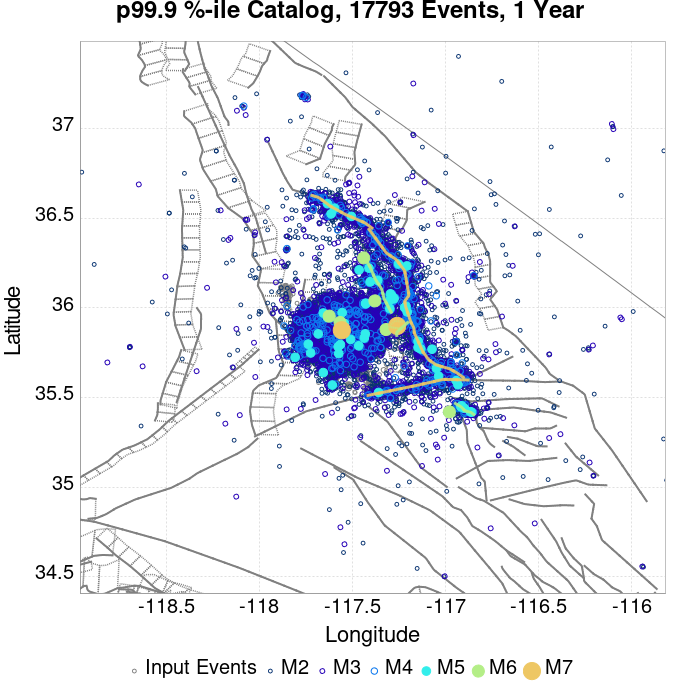 p99.9 %-ile Catalog, 17793 Events, 1 Year
37
36.5
36
35.5
35
34.5
Latitude
-118.5 -118 -117.5 -117 -116.5 -116
Longitude
Input Events M2 M3 M4 M5 M6 M7